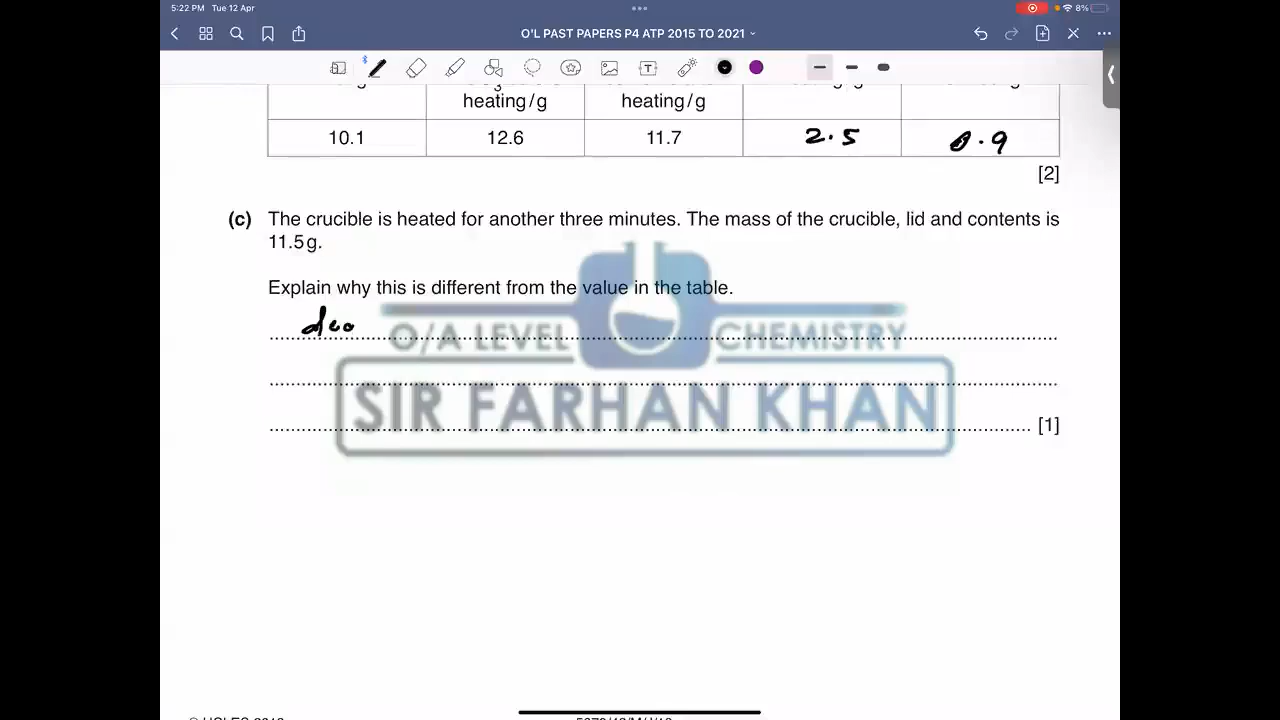 5:22 PM Tue 12 Apr
8%
O'L PAST PAPERS P4 ATP 2015 TO 2021
heating/g heating/g
10.1 12.6 11.7 2.5 0.9
[2]
(c) The crucible is heated for another three minutes. The mass of the crucible, lid and contents is
11.5 g.
Explain why this is different from the value in the table.
deco
O/A LEVEL CHEMISTRY
SIR FARHAN KHAN
[1]